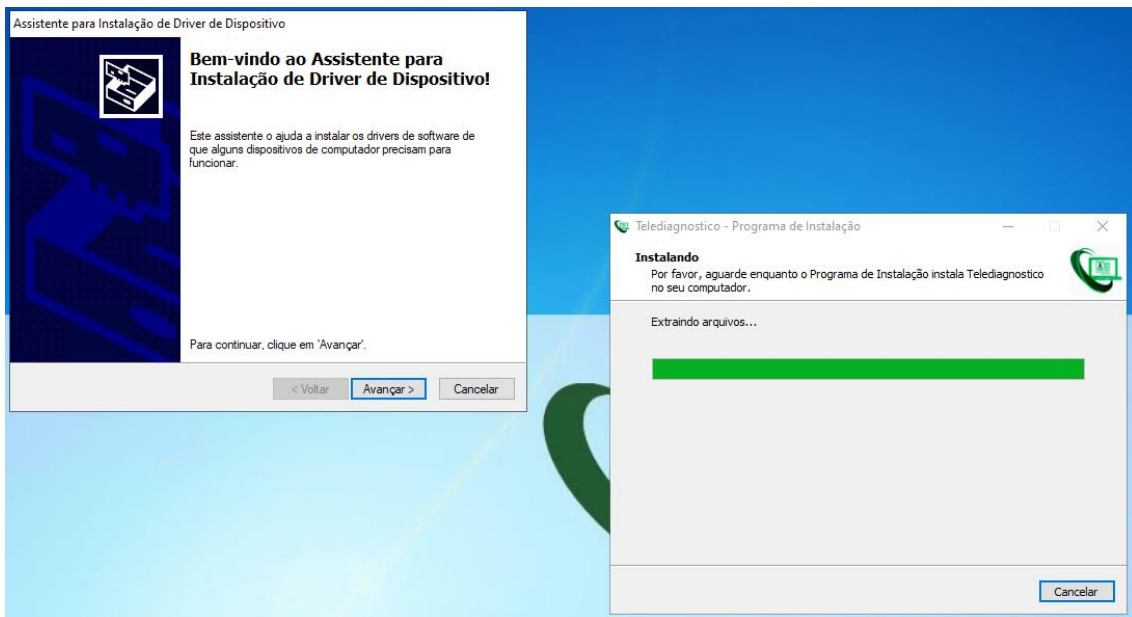 Assistente para Instalação de Driver de Dispositivo
Bem-vindo ao Assistente para
Instalação de Driver de Dispositivo!
Este assistente o ajuda a instalar os drivers de software de
que alguns dispositivos de computador precisam para
funcionar.
Para continuar, clique em 'Avançar'.
< Voltar
Avançar >
Cancelar
Telediagnostico - Programa de Instalação
Instalando
Por favor, aguarde enquanto o Programa de Instalação instala Telediagnostico
no seu computador.
Extraindo arquivos...
Cancelar